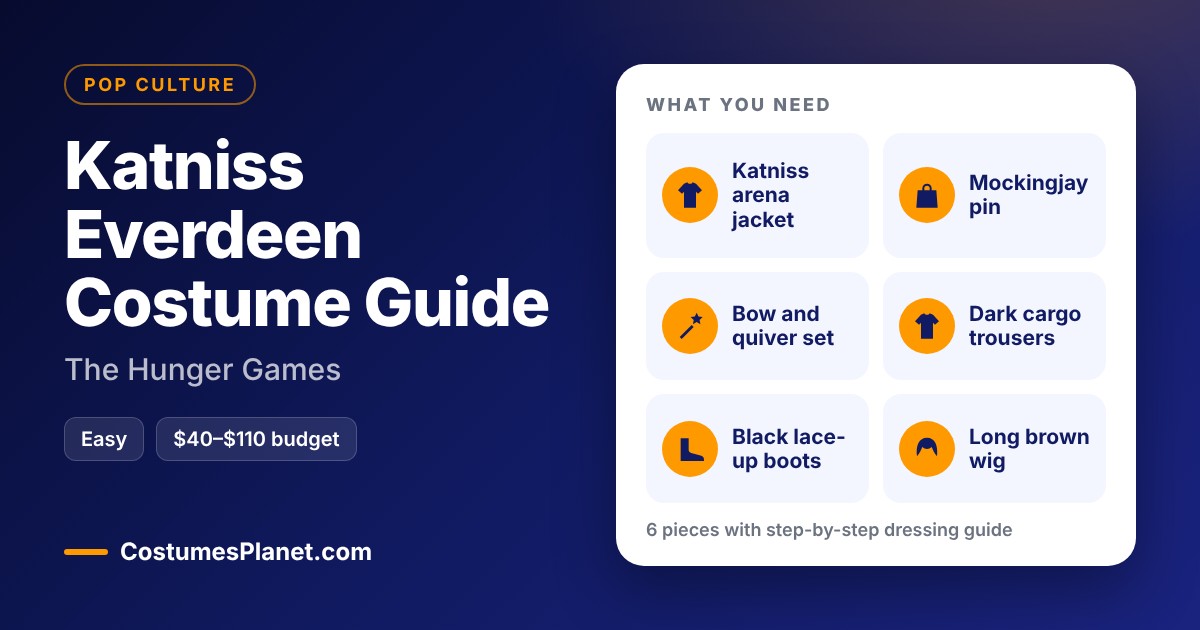 POP CULTURE
Katniss
Everdeen
Costume Guide
The Hunger Games
Easy
$40–$110 budget
CostumesPlanet.com
WHAT YOU NEED
Katniss
arena
jacket
Mockingjay
pin
Bow and
quiver set
Dark cargo
trousers
Black lace-
up boots
Long brown
wig
6 pieces with step-by-step dressing guide